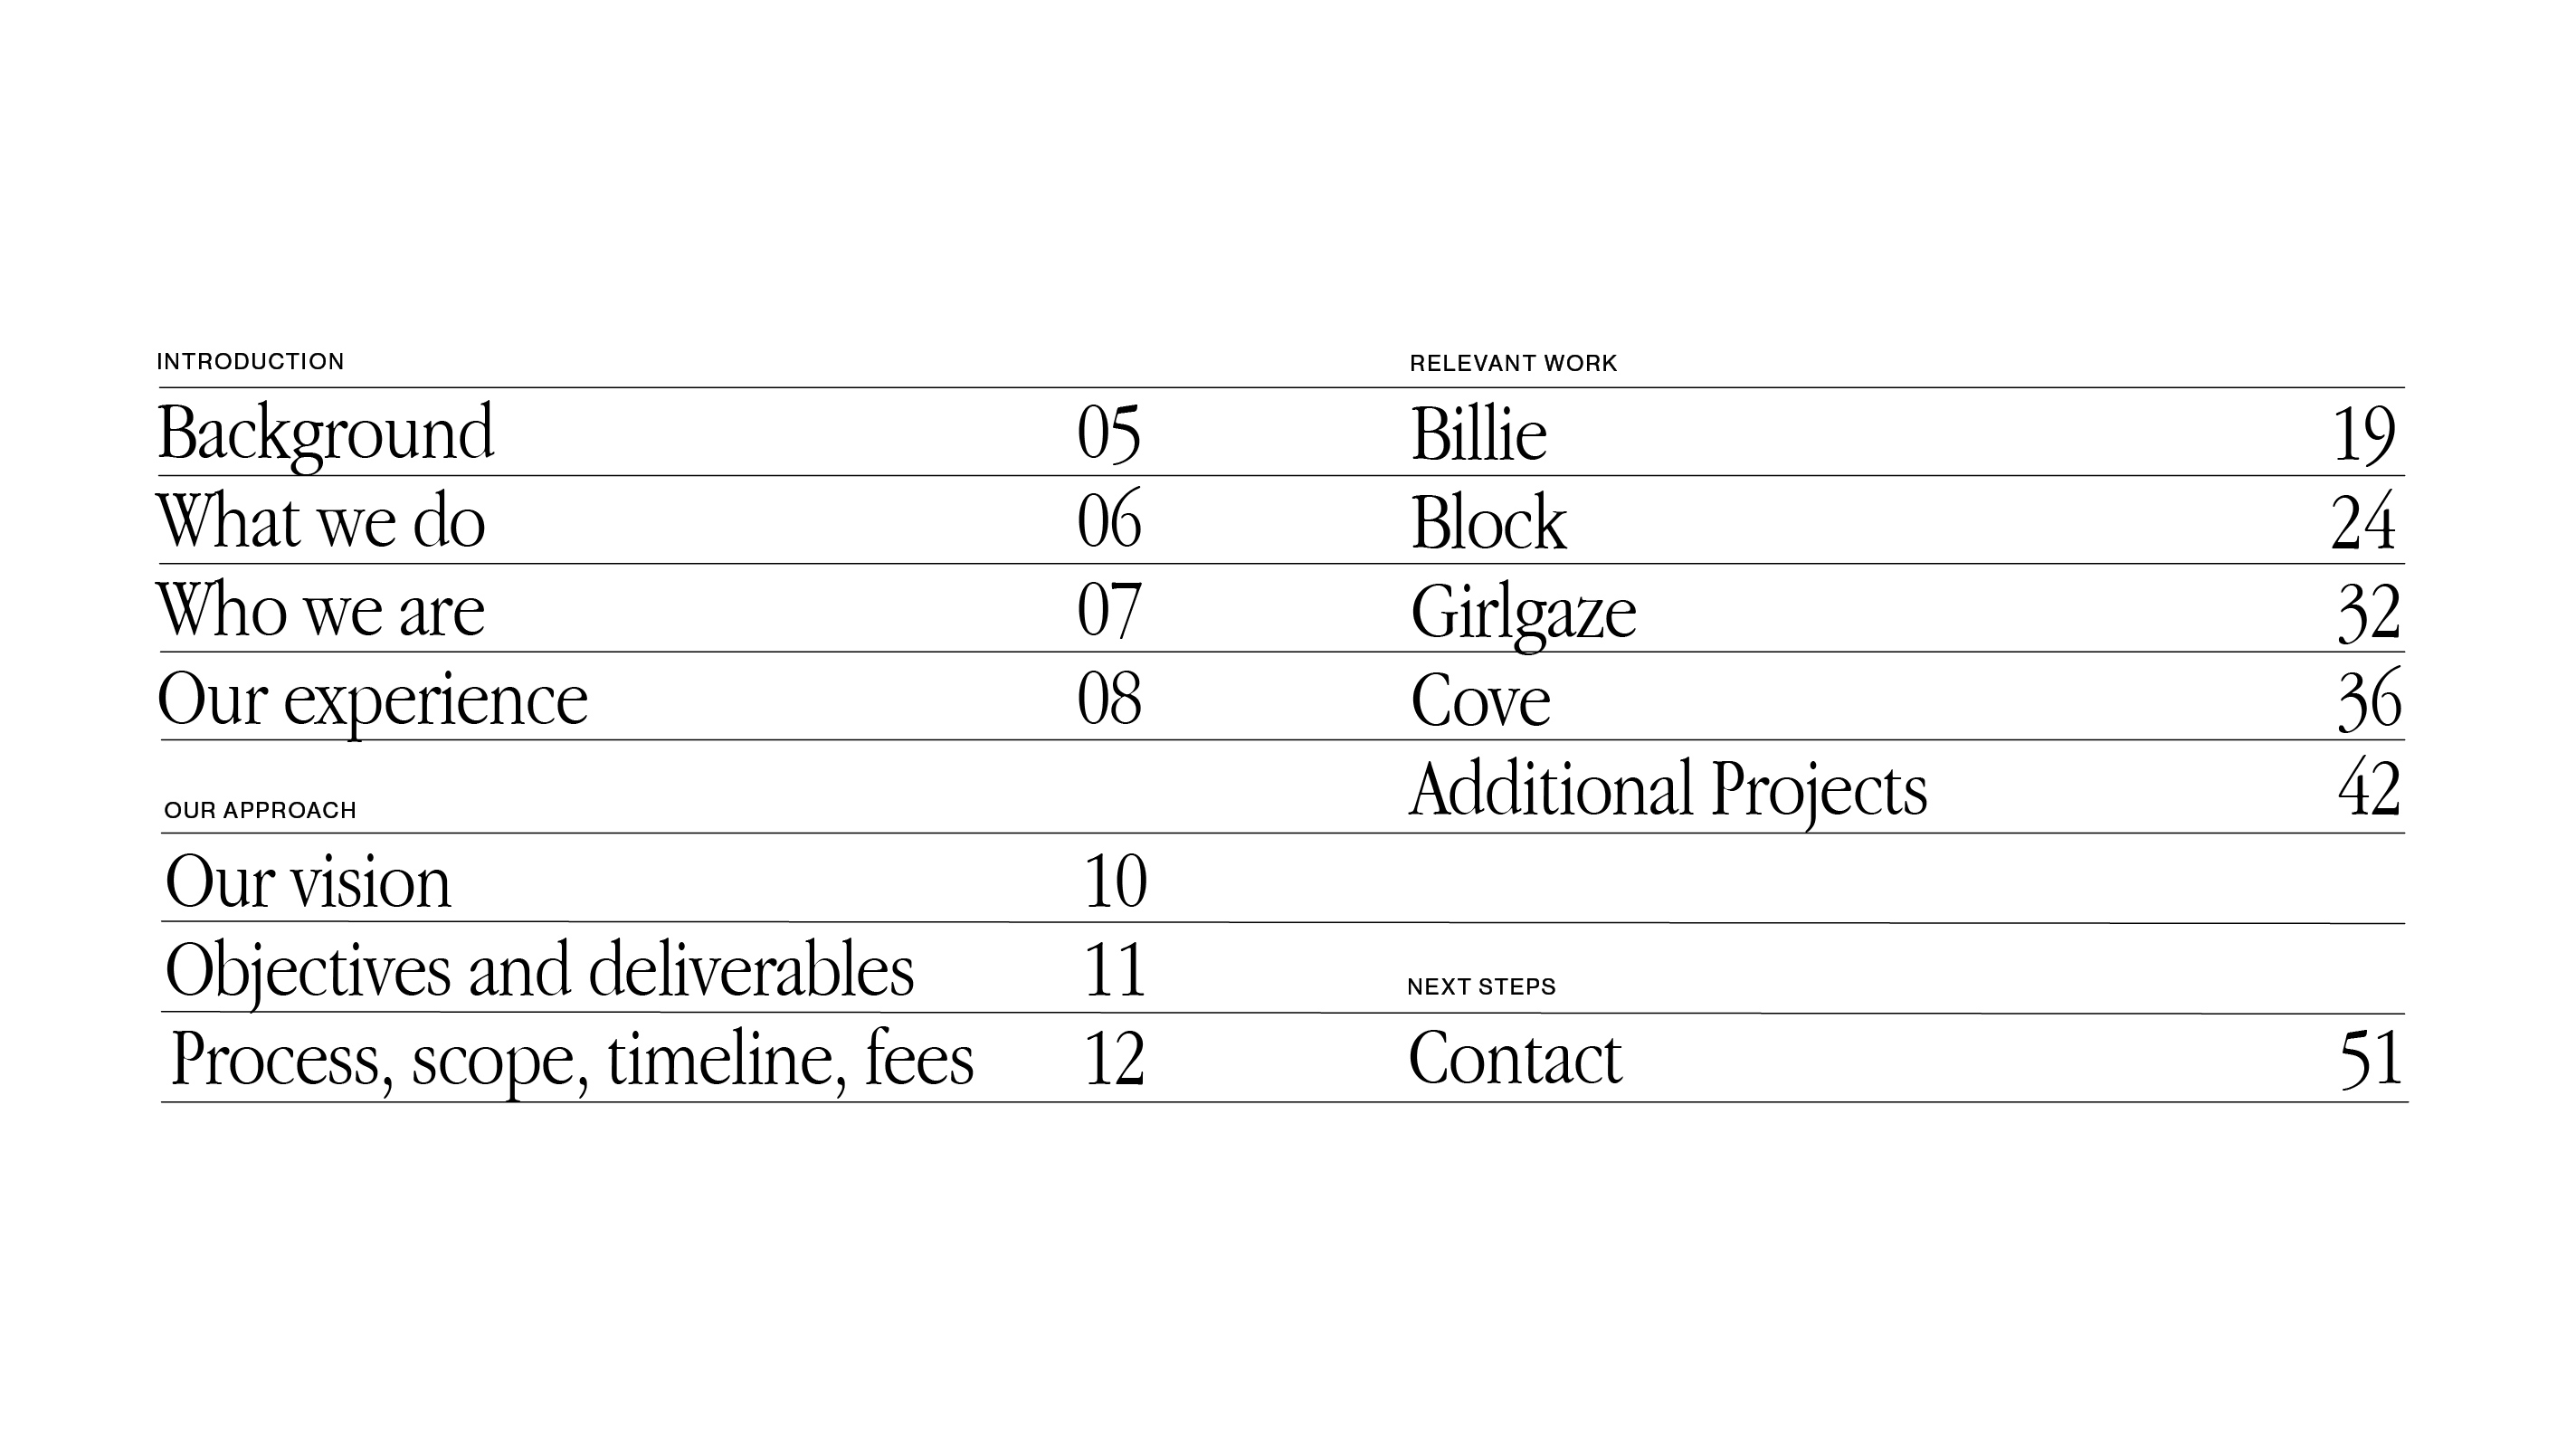 INTRODUCTION
Background 05
What we do 06
Who we are 07
Our experience 08
OUR APPROACH
Our vision 10
Objectives and deliverables 11
Process, scope, timeline, fees 12
RELEVANT WORK
Billie 19
Block 24
Girlgaze 32
Cove 36
Additional Projects 42
NEXT STEPS
Contact 51